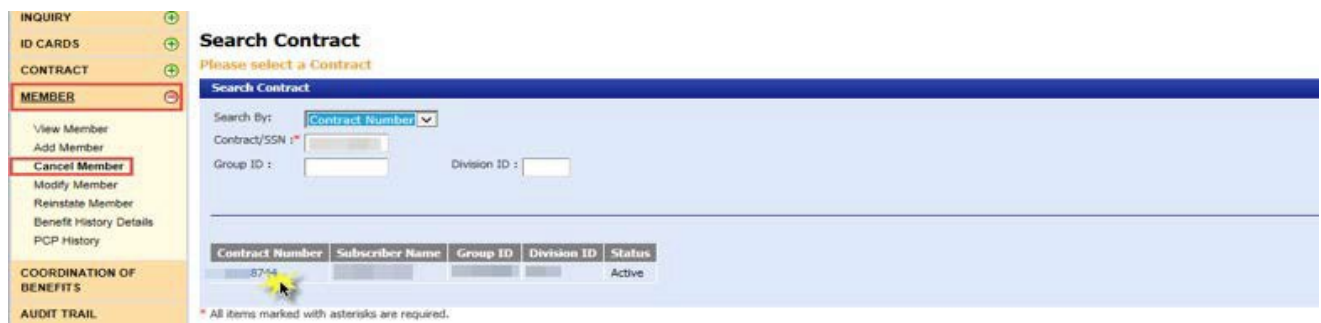 INQUIRY
ID CARDS
CONTRACT
MEMBER
View Member
Add Member
Cancel Member
Modify Member
Reinstate Member
Benefit History Details
PCP History
COORDINATION OF
BENEFITS
AUDIT TRAIL
Search Contract
Please select a Contract
Search Contract
Search By: Contract Number
Contract/SSN :*
Group ID : Division ID :
Contract Number Subscriber Name Group ID Division ID Status
Active
* All items marked with asterisks are required.